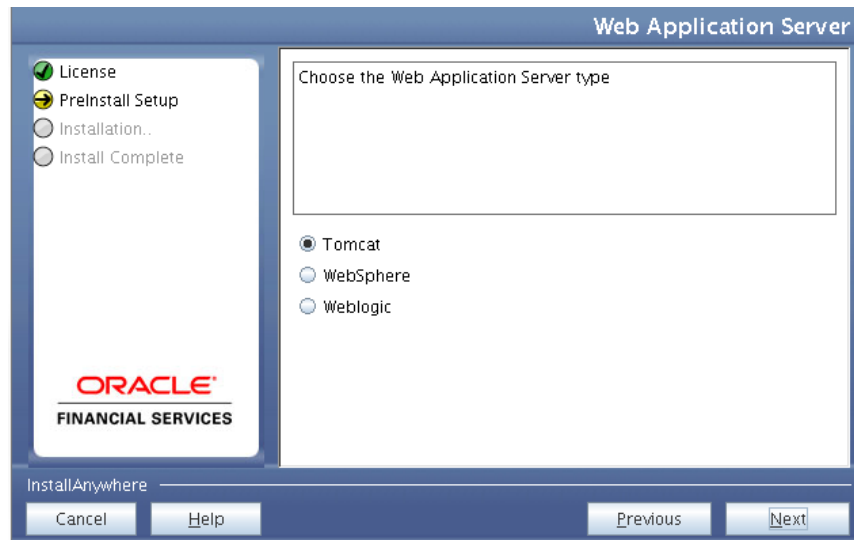 Web Application Server
License
PreInstall Setup
Installation..
Install Complete
ORACLE
FINANCIAL SERVICES
Choose the Web Application Server type
Tomcat
WebSphere
Weblogic
InstallAnywhere
Cancel
Help
Previous
Next